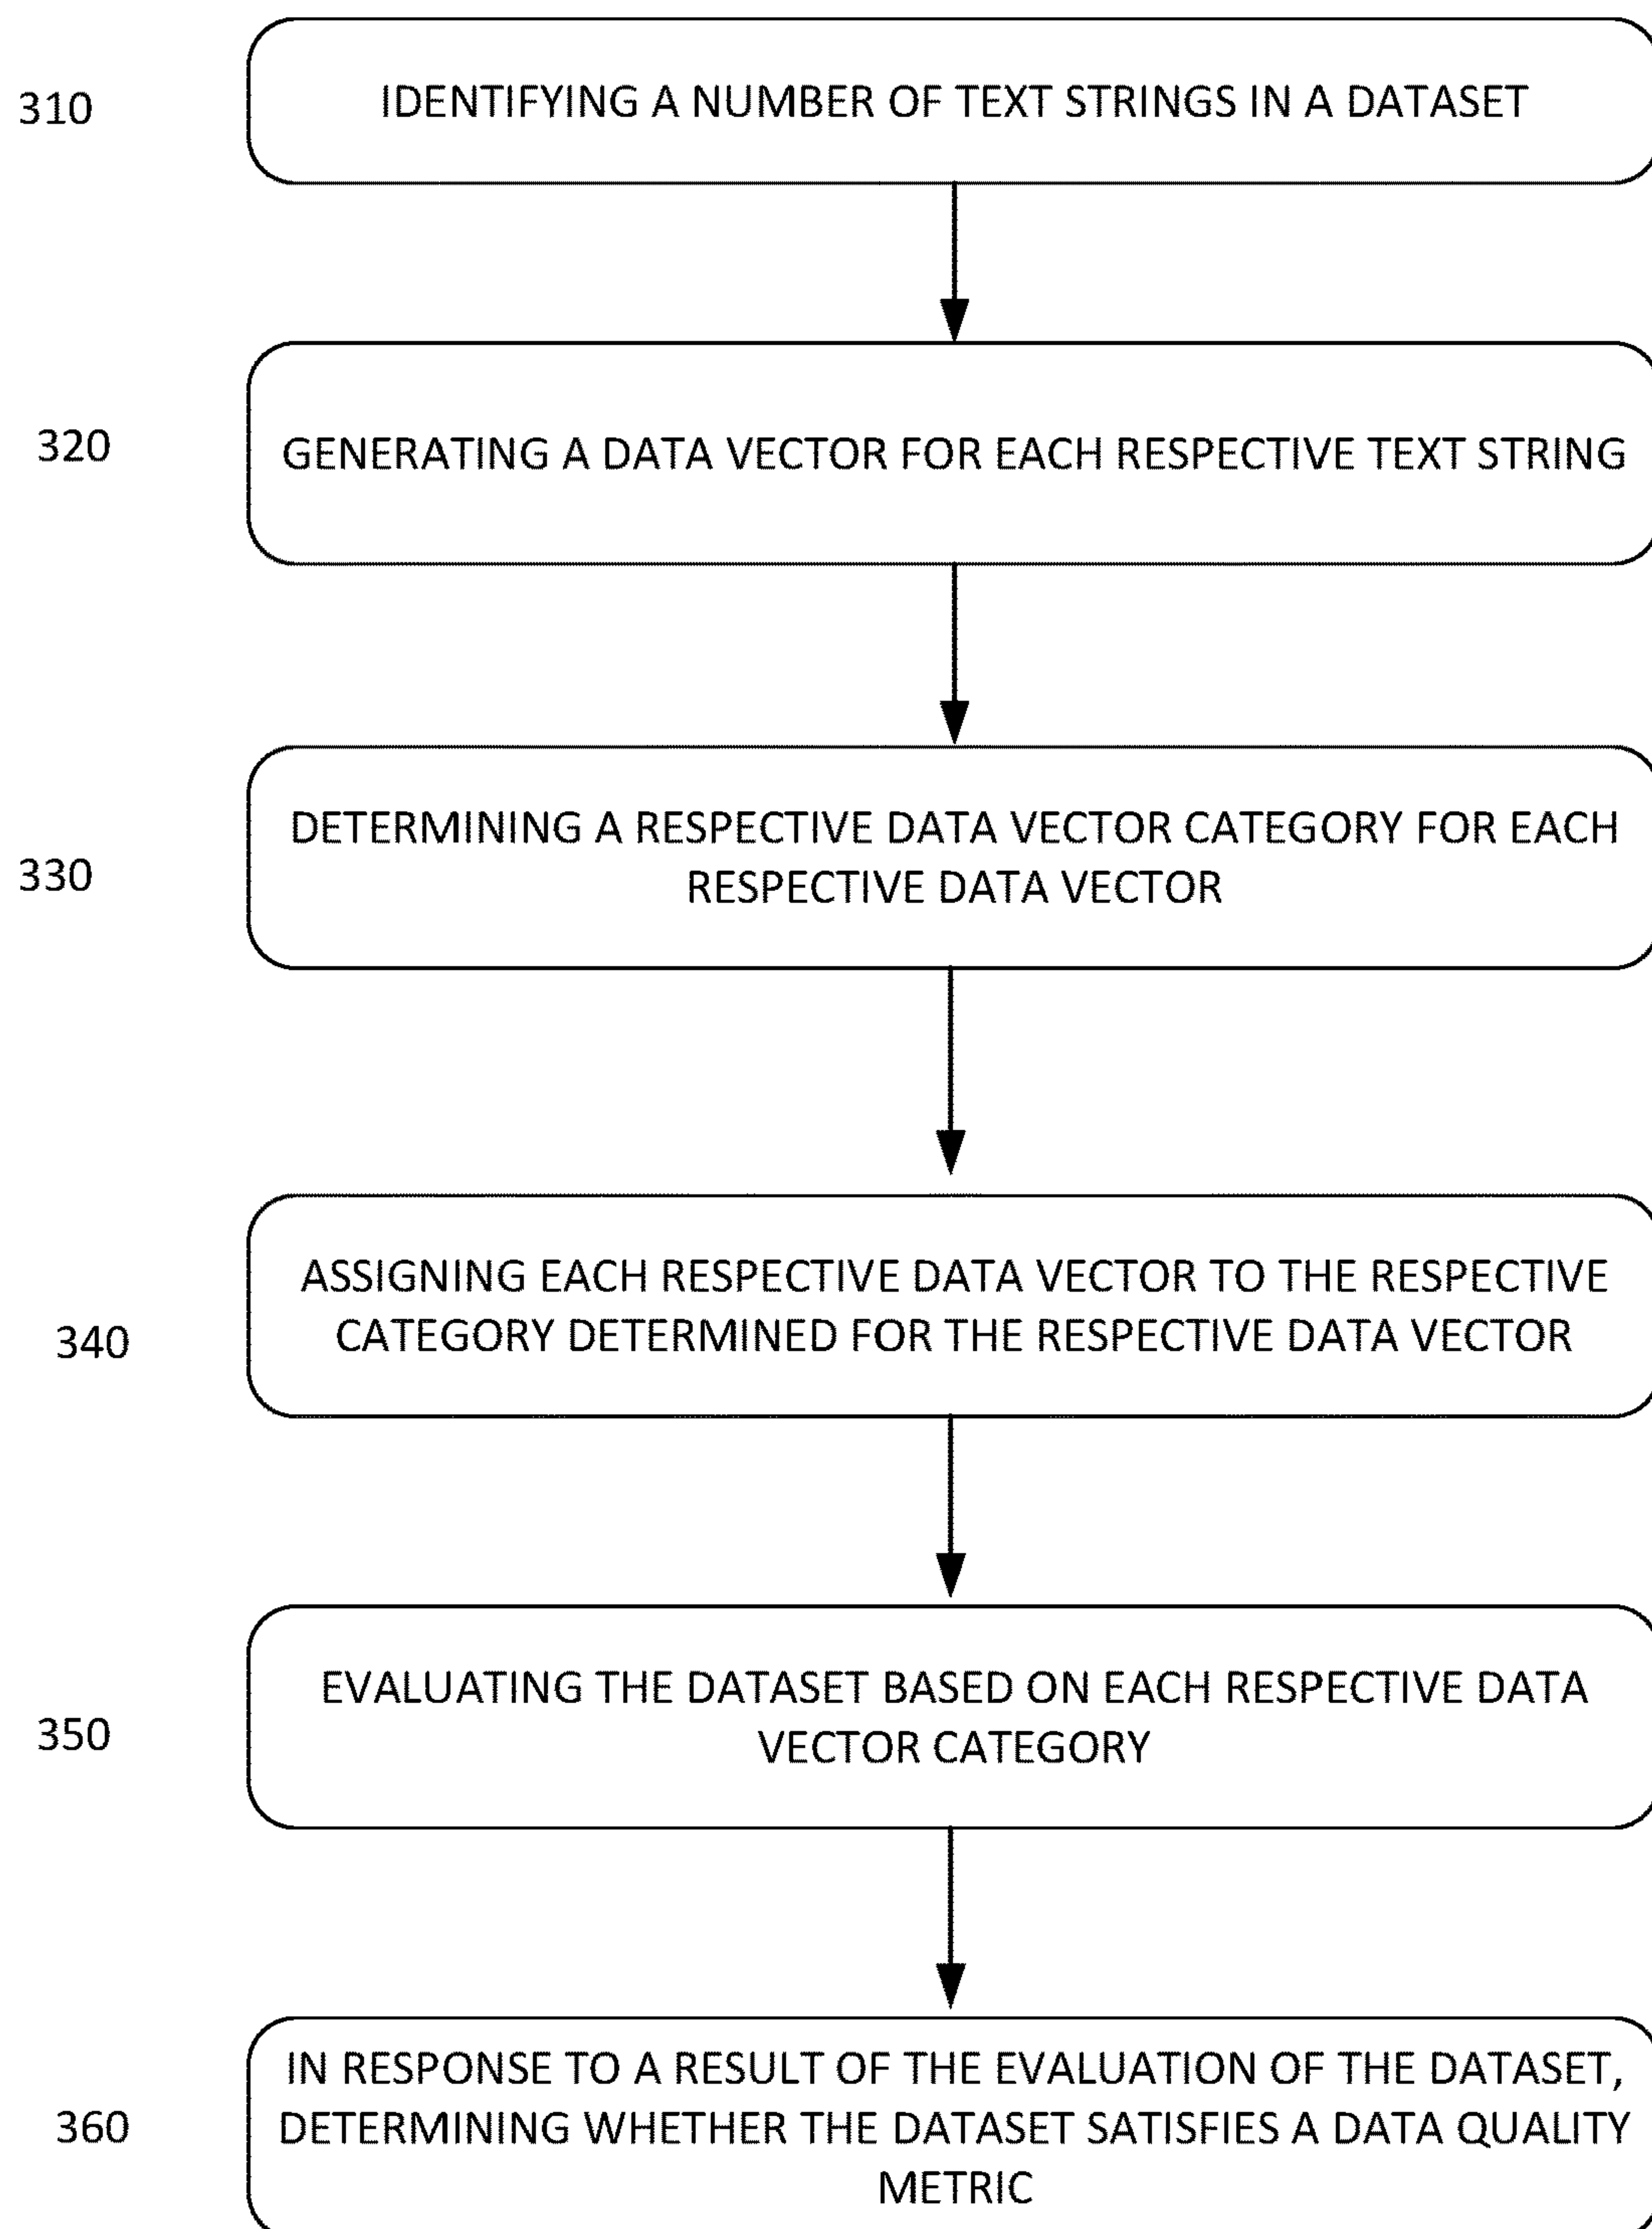 310
IDENTIFYING A NUMBER OF TEXT STRINGS IN A DATASET
320
GENERATING A DATA VECTOR FOR EACH RESPECTIVE TEXT STRING
330
DETERMINING A RESPECTIVE DATA VECTOR CATEGORY FOR EACH
RESPECTIVE DATA VECTOR
340
ASSIGNING EACH RESPECTIVE DATA VECTOR TO THE RESPECTIVE
CATEGORY DETERMINED FOR THE RESPECTIVE DATA VECTOR
350
EVALUATING THE DATASET BASED ON EACH RESPECTIVE DATA
VECTOR CATEGORY
360
IN RESPONSE TO A RESULT OF THE EVALUATION OF THE DATASET,
DETERMINING WHETHER THE DATASET SATISFIES A DATA QUALITY
METRIC